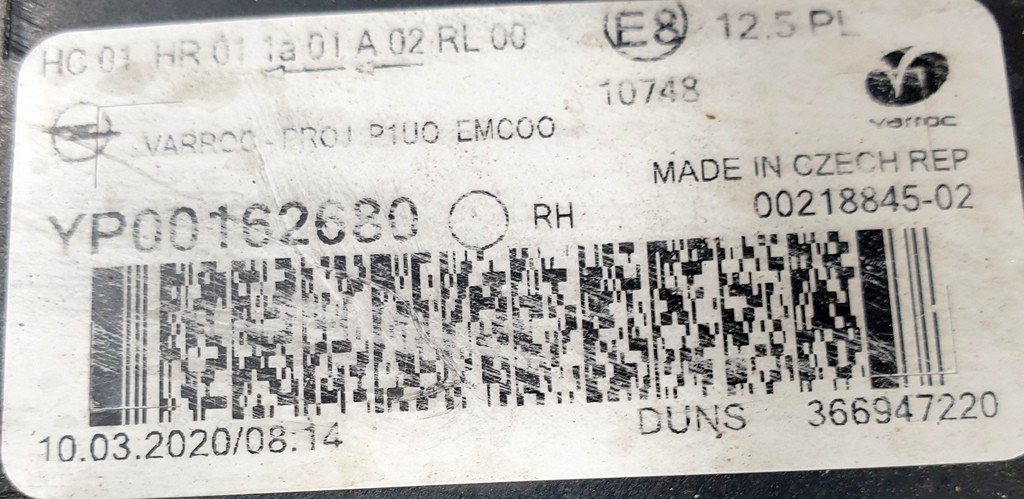 HC 01 HR 01 1a 01 A 02 RL 00
E8 12.5 PL
10748
varroc
VARROC-PROJ P1UO EMC00
MADE IN CZECH REP
00218845-02
YP00162680
RH
10.03.2020/08:14
DUNS 366947220